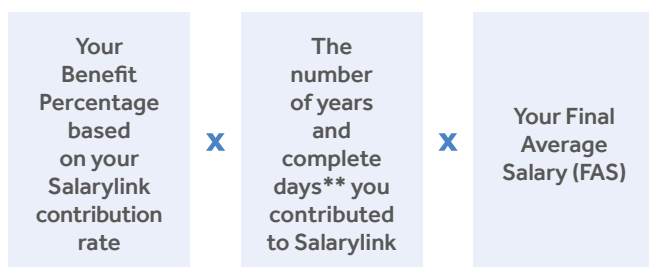 Your
Benefit
Percentage
based
on your
Salarylink
contribution
rate
x
The
number
of years
and
complete
days** you
contributed
to Salarylink
x
Your Final
Average
Salary (FAS)